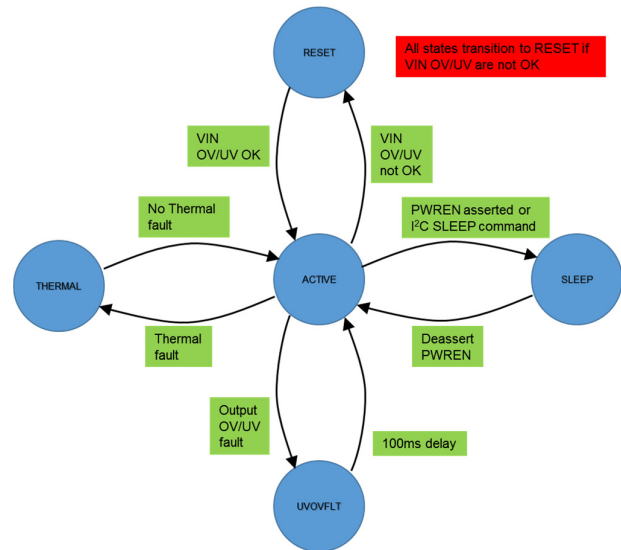 RESET
All states transition to RESET if
VIN OV/UV are not OK
VIN
OV/UV OK
VIN
OV/UV
not OK
No Thermal
fault
PWREN asserted or
I²C SLEEP command
THERMAL
ACTIVE
SLEEP
Thermal
fault
Deassert
PWREN
Output
OV/UV
fault
100ms delay
UVOVFLT